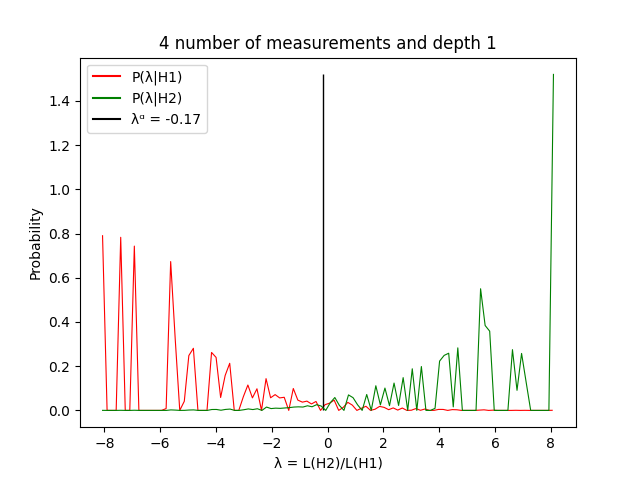 4 number of measurements and depth 1
P(λ|H1)
P(λ|H2)
λᵅ = -0.17
Probability
1.4
1.2
1.0
0.8
0.6
0.4
0.2
0.0
−8 −6 −4 −2 0 2 4 6 8
λ = L(H2)/L(H1)